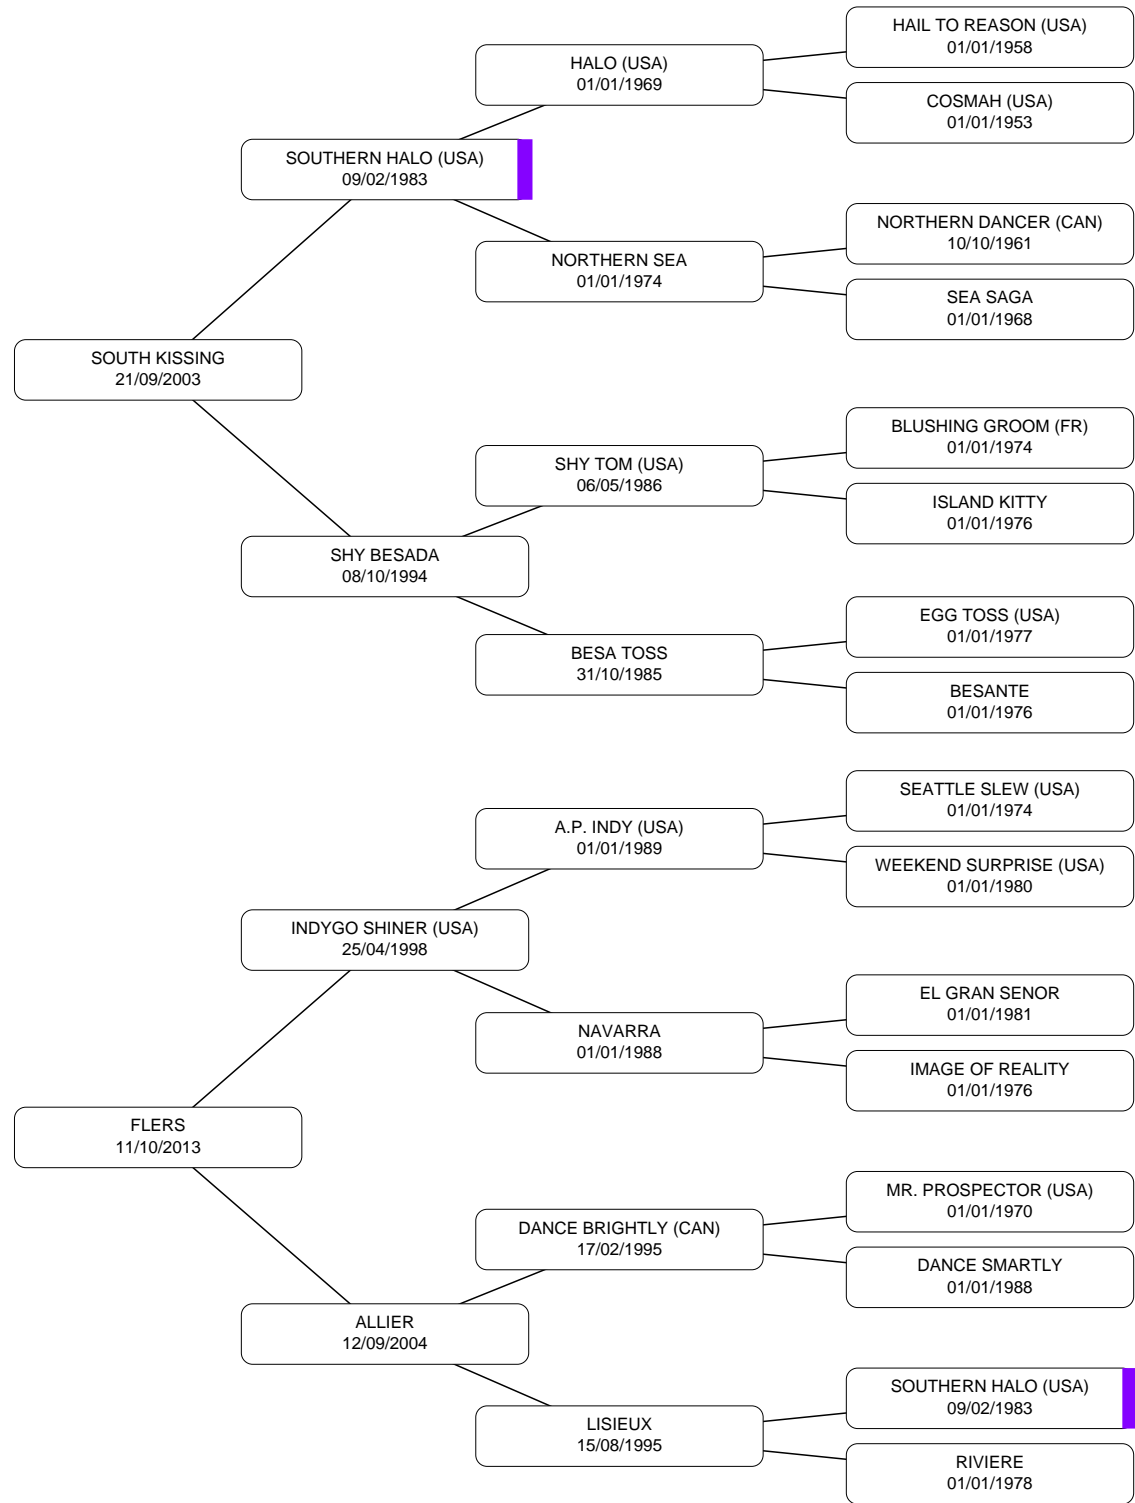 HAIL TO REASON (USA)
01/01/1958
HALO (USA)
01/01/1969
COSMAH (USA)
01/01/1953
SOUTHERN HALO (USA)
09/02/1983
NORTHERN DANCER (CAN)
10/10/1961
NORTHERN SEA
01/01/1974
SEA SAGA
01/01/1968
SOUTH KISSING
21/09/2003
BLUSHING GROOM (FR)
01/01/1974
SHY TOM (USA)
06/05/1986
ISLAND KITTY
01/01/1976
SHY BESADA
08/10/1994
EGG TOSS (USA)
01/01/1977
BESA TOSS
31/10/1985
BESANTE
01/01/1976
SEATTLE SLEW (USA)
01/01/1974
A.P. INDY (USA)
01/01/1989
WEEKEND SURPRISE (USA)
01/01/1980
INDYGO SHINER (USA)
25/04/1998
EL GRAN SENOR
01/01/1981
NAVARRA
01/01/1988
IMAGE OF REALITY
01/01/1976
FLERS
11/10/2013
MR. PROSPECTOR (USA)
01/01/1970
DANCE BRIGHTLY (CAN)
17/02/1995
DANCE SMARTLY
01/01/1988
ALLIER
12/09/2004
SOUTHERN HALO (USA)
09/02/1983
LISIEUX
15/08/1995
RIVIERE
01/01/1978